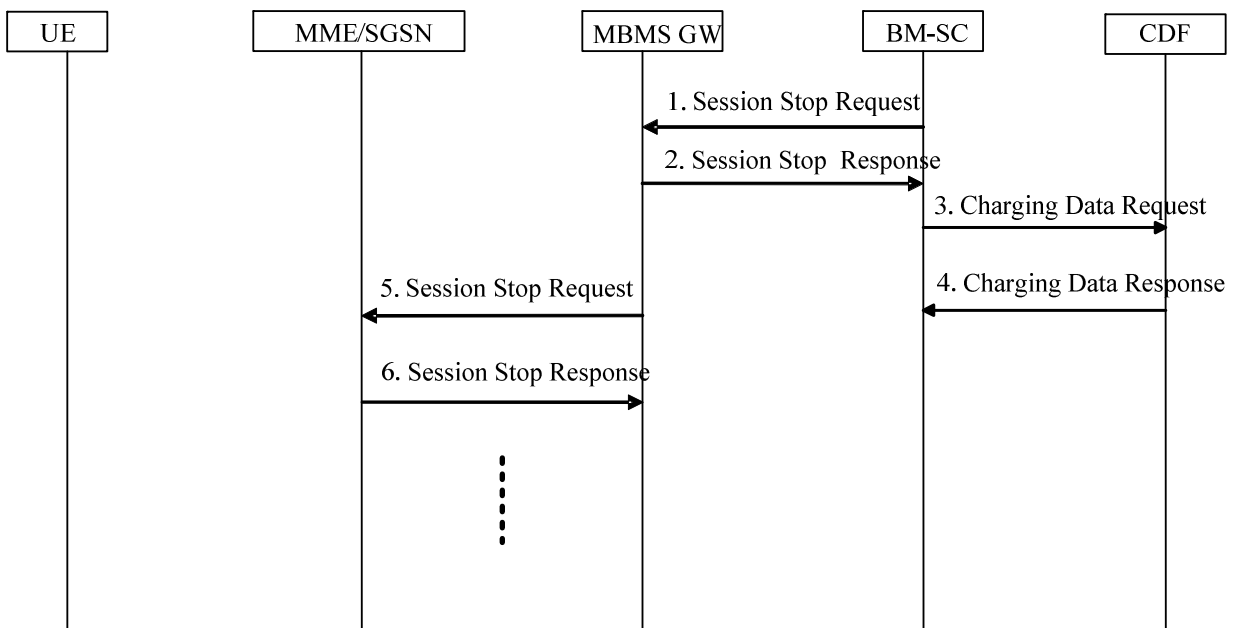 UE
MME/SGSN
MBMS GW
BM-SC
CDF
1. Session Stop Request
2. Session Stop Response
3. Charging Data Request
4. Charging Data Response
5. Session Stop Request
6. Session Stop Response